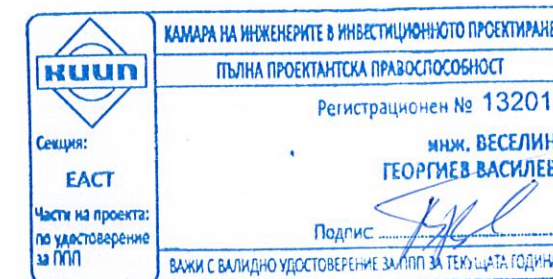 КАМАРА НА ИНЖЕНЕРИТЕ В ИНВЕСТИЦИОННОТО ПРОЕКТИРАНЕ
КИИП
ПЪЛНА ПРОЕКТАНТСКА ПРАВОСПОСОБНОСТ
Регистрационен № 13201
Секция:
ЕАСТ
инж. ВЕСЕЛИН
ГЕОРГИЕВ ВАСИЛЕВ
Части на проекта:
по удостоверение
за ППП
Подпис
ВАЖИ С ВАЛИДНО УДОСТОВЕРЕНИЕ ЗА ППП ЗА ТЕКУЩАТА ГОДИНА